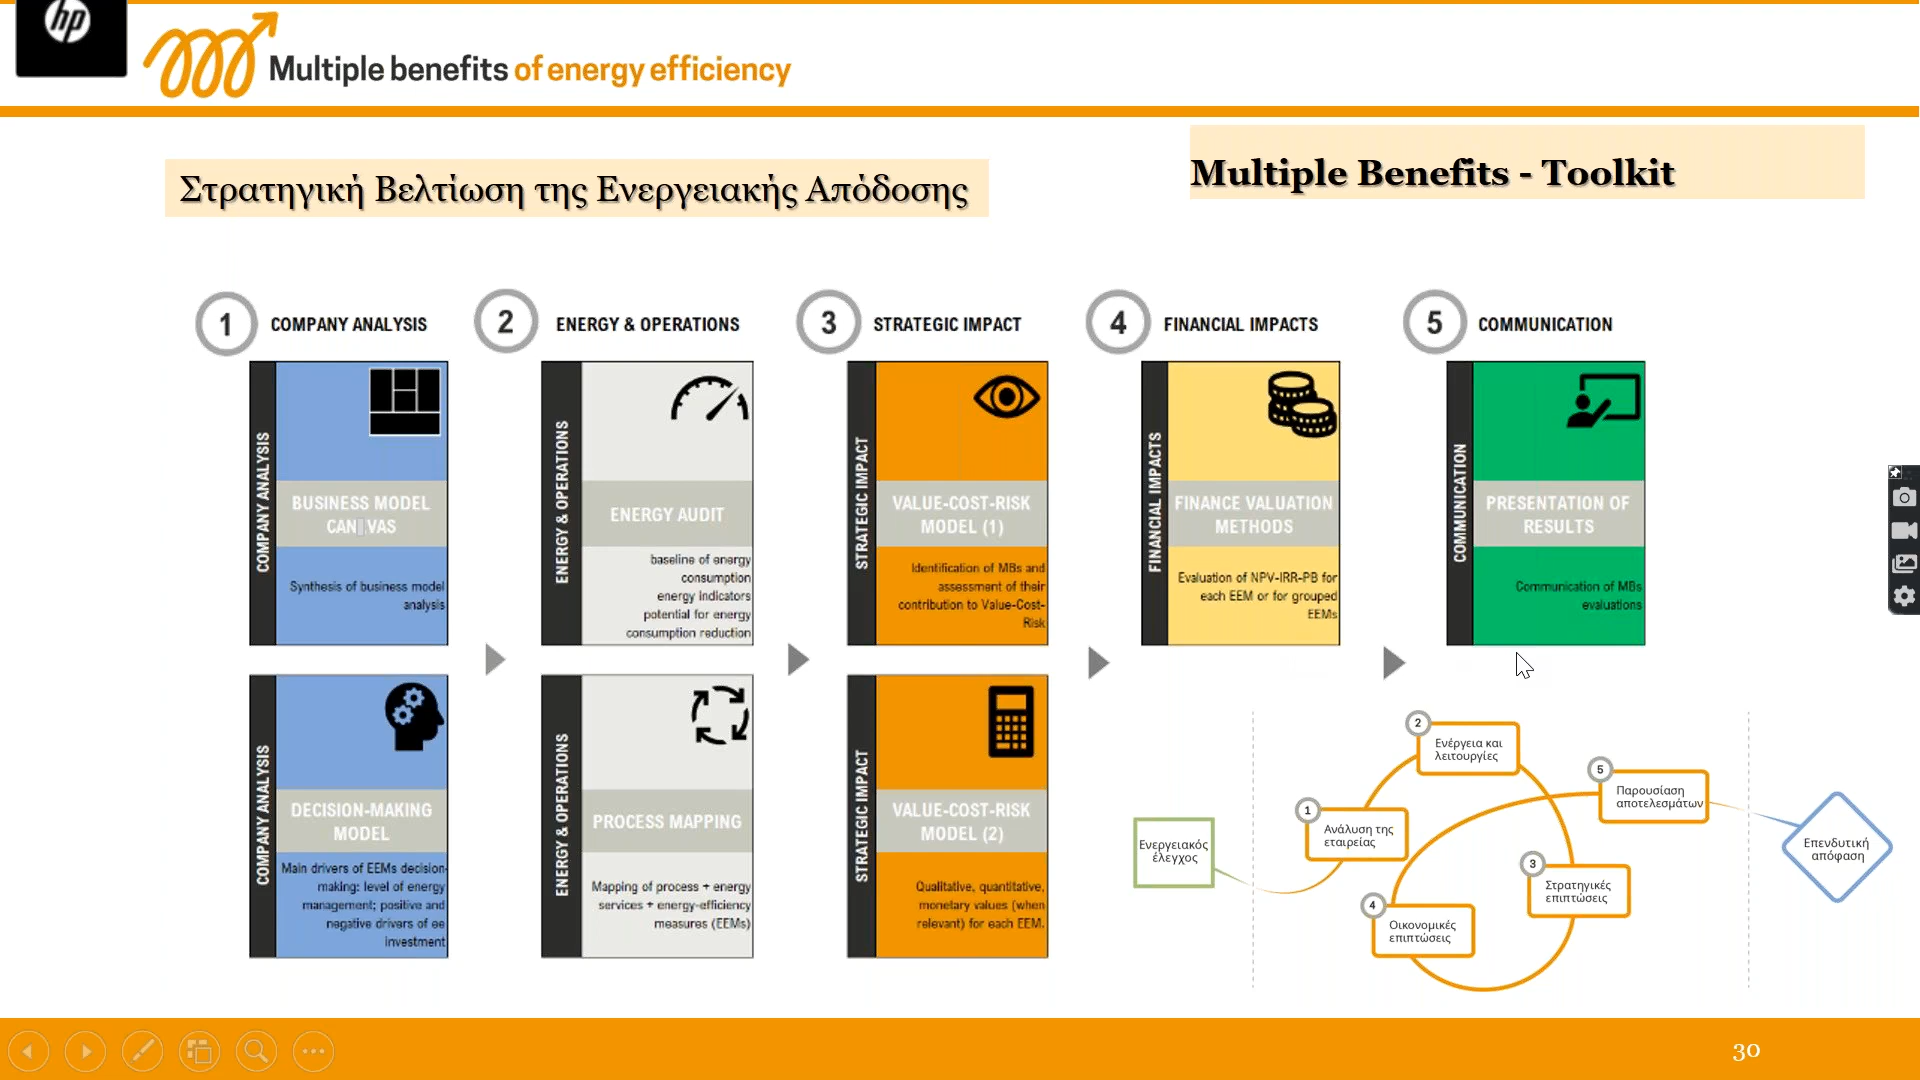 hp
Multiple benefits of energy efficiency
Στρατηγική Βελτίωση της Ενεργειακής Απόδοσης
Multiple Benefits - Toolkit
1
COMPANY ANALYSIS
2
ENERGY & OPERATIONS
3
STRATEGIC IMPACT
4
FINANCIAL IMPACTS
5
COMMUNICATION
COMPANY ANALYSIS
BUSINESS MODEL
CANVAS
Synthesis of business model
analysis
ENERGY & OPERATIONS
ENERGY AUDIT
baseline of energy
consumption
energy indicators
potential for energy
consumption reduction
STRATEGIC IMPACT
VALUE-COST-RISK
MODEL (1)
Identification of MBs and
assessment of their
contribution to Value-Cost-
Risk
FINANCIAL IMPACTS
FINANCE VALUATION
METHODS
Evaluation of NPV-IRR-PB for
each EEM or for grouped
EEMs
COMMUNICATION
PRESENTATION OF
RESULTS
Communication of MBs
evaluations
COMPANY ANALYSIS
DECISION-MAKING
MODEL
Main drivers of EEMs decision-
making: level of energy
management; positive and
negative drivers of ee
investment
ENERGY & OPERATIONS
PROCESS MAPPING
Mapping of process + energy
services + energy-efficiency
measures (EEMs)
STRATEGIC IMPACT
VALUE-COST-RISK
MODEL (2)
Qualitative, quantitative,
monetary values (when
relevant) for each EEM.
Ενεργειακός
έλεγχος
1
Ανάλυση της
εταιρείας
2
Ενέργεια και
λειτουργίες
3
Στρατηγικές
επιπτώσεις
4
Οικονομικές
επιπτώσεις
5
Παρουσίαση
αποτελεσμάτων
Επενδυτική
απόφαση
30